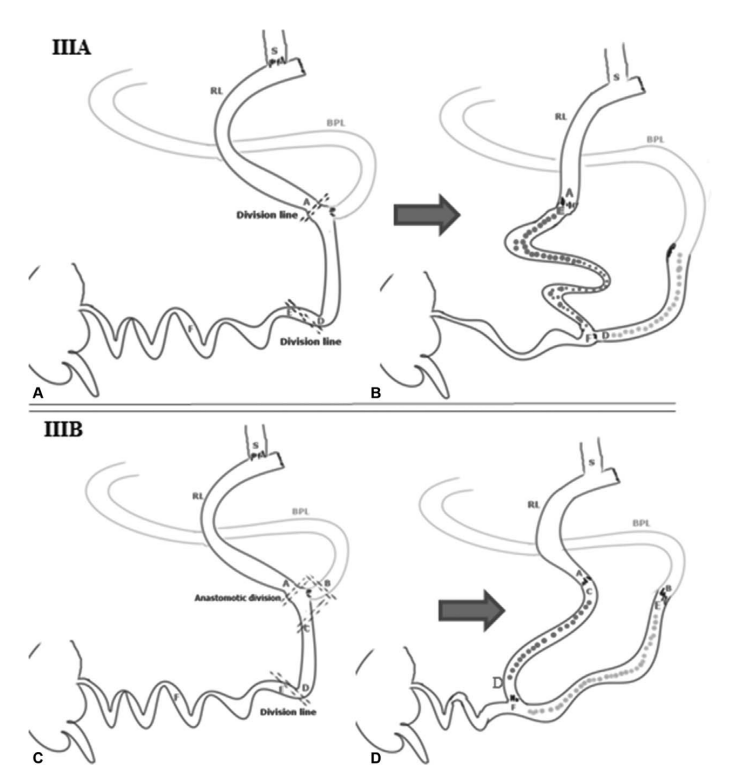 IIIA
S
RL
BPL
A
Division line
E
D
F
Division line
A
S
RL
BPL
A
E
F
D
B
IIIB
S
RL
BPL
A
B
Anastomotic division
C
E
D
F
Division line
C
S
RL
BPL
A
C
B
E
D
F
D